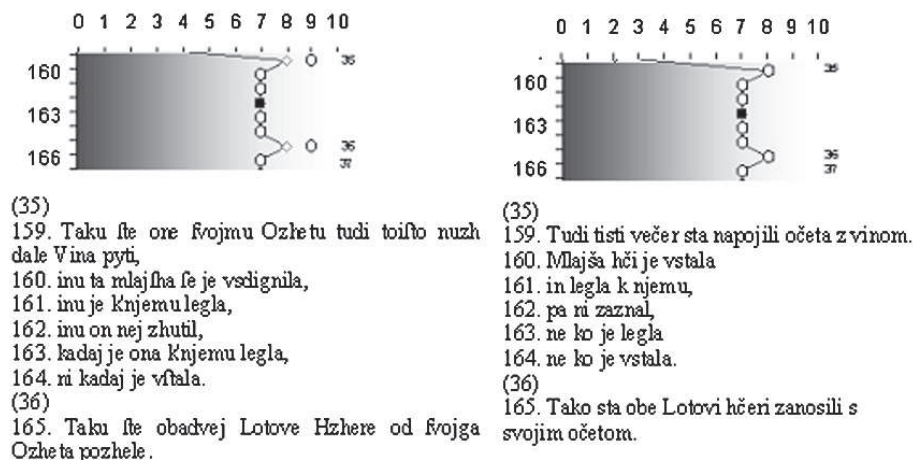 0 1 2 3 4 5 6 7 8 9 10
160
163
166 36
37
(35)
159. Taku ſte one ſvojmu Ozhetu tudi toiſto nuzh
dale Vina pyti,
160. inu ta mlajſha ſe je vsdignila,
161. inu je K'njemu legla,
162. inu on nej zhutil,
163. kadaj je ona K'njemu legla,
164. ni kadaj je vſtala.
(36)
165. Taku ſte obadvej Lotove Hzhere od ſvojga
Ozheta pozhele.
0 1 2 3 4 5 6 7 8 9 10
160
163
166 36
37
(35)
159. Tudi tisti večer sta napojili očeta z vinom.
160. Mlajša hči je vstala
161. in legla k njemu,
162. pa ni zaznal,
163. ne ko je legla
164. ne ko je vstala.
(36)
165. Tako sta obe Lotovi hčeri zanosili s
svojim očetom.